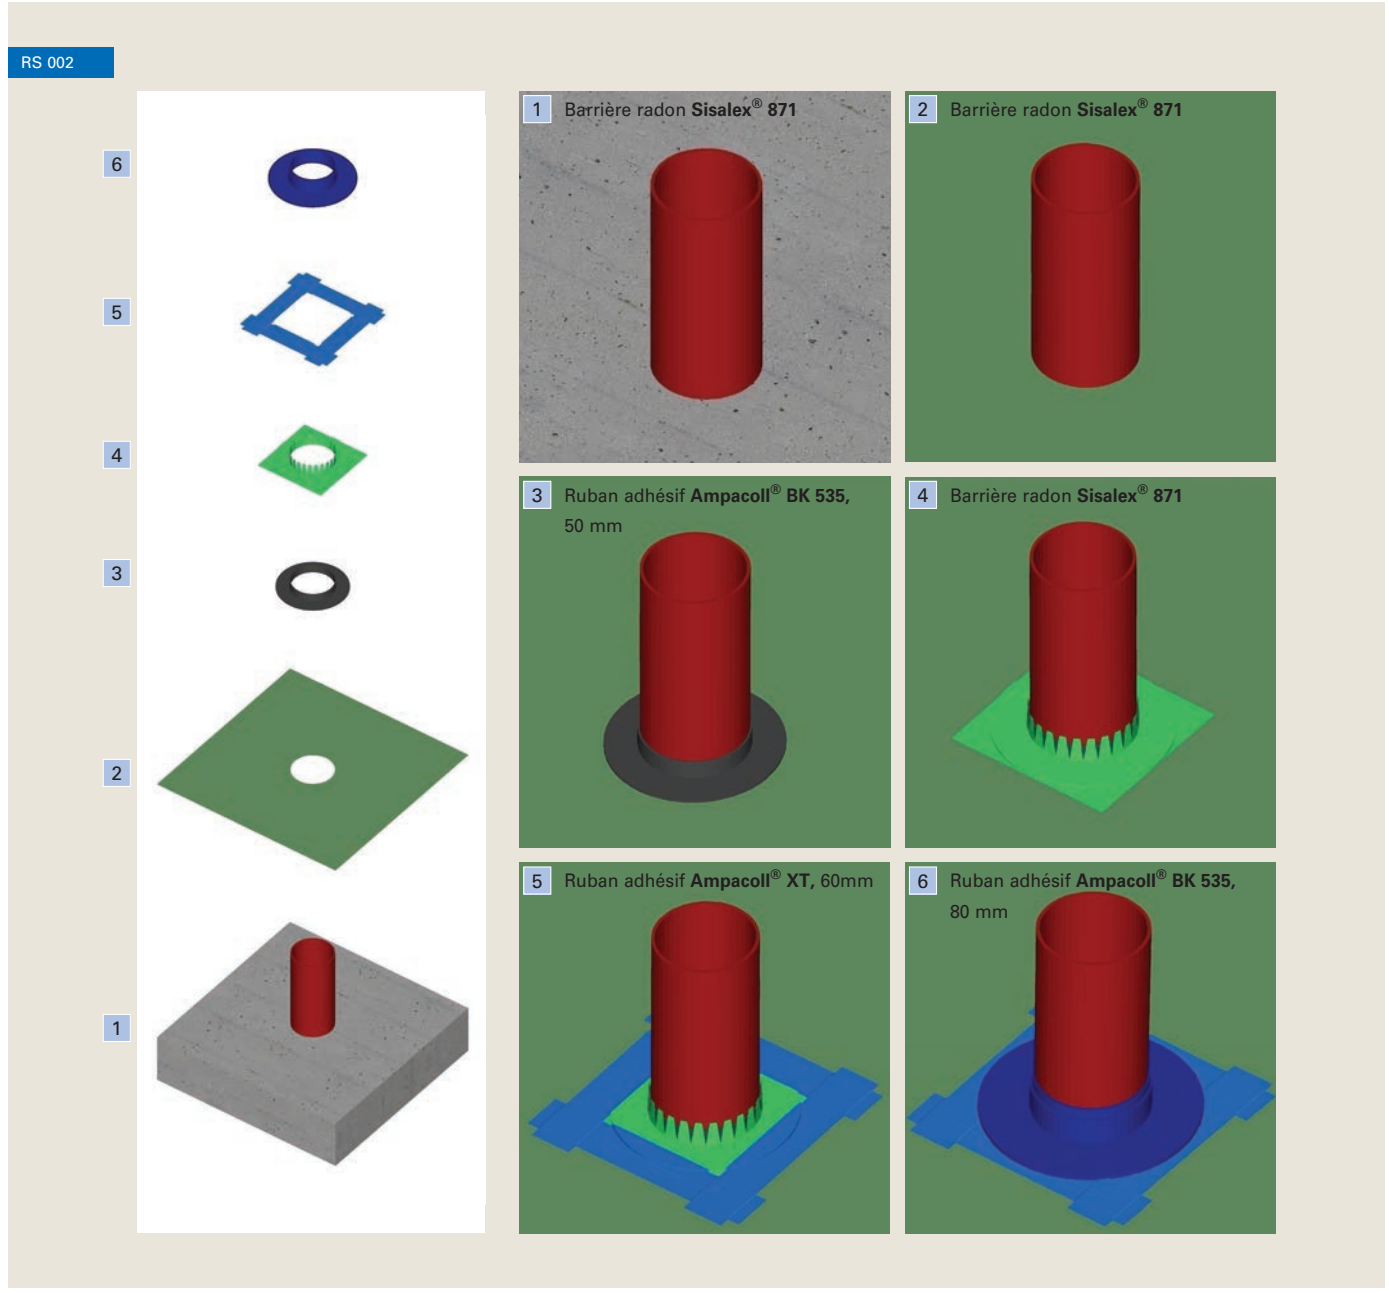 RS 002
6
5
4
3
2
1
1 Barrière radon Sisalex® 871
2 Barrière radon Sisalex® 871
3 Ruban adhésif Ampacoll® BK 535,
50 mm
4 Barrière radon Sisalex® 871
5 Ruban adhésif Ampacoll® XT, 60mm
6 Ruban adhésif Ampacoll® BK 535,
80 mm